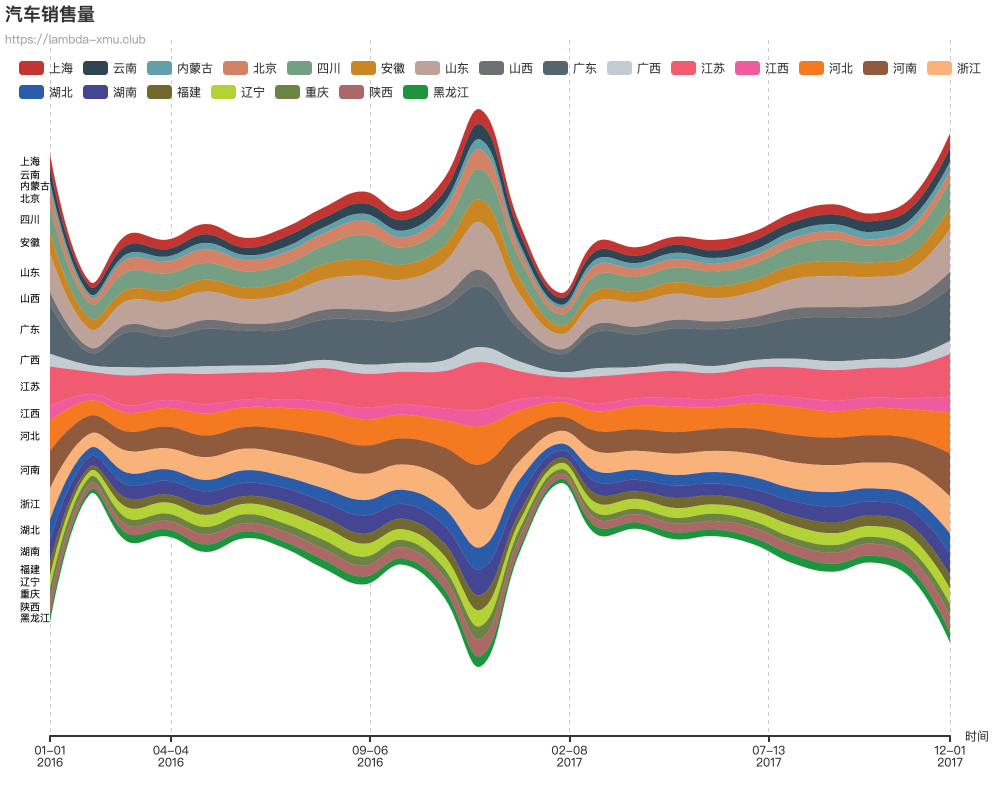 汽车销售量
https://lambda-xmu.club
上海 云南 内蒙古 北京 四川 安徽 山东 山西 广东 广西 江苏 江西 河北 河南 浙江
湖北 湖南 福建 辽宁 重庆 陕西 黑龙江
上海
云南
内蒙古
北京
四川
安徽
山东
山西
广东
广西
江苏
江西
河北
河南
浙江
湖北
湖南
福建
辽宁
重庆
陕西
黑龙江
时间
01-01 04-04 09-06 02-08 07-13 12-01
2016 2016 2016 2017 2017 2017